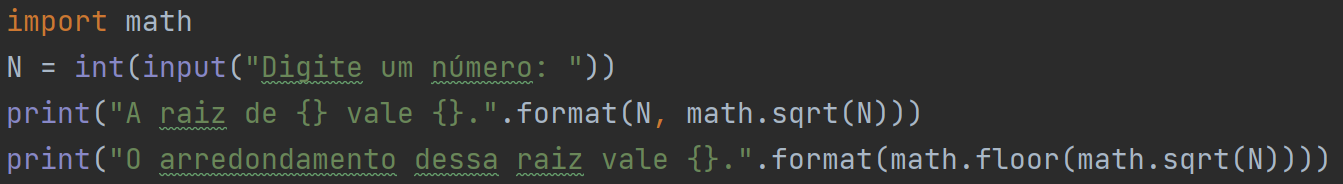 import math
N = int(input("Digite um número: "))
print("A raiz de {} vale {}.".format(N, math.sqrt(N)))
print("O arredondamento dessa raiz vale {}.".format(math.floor(math.sqrt(N))))